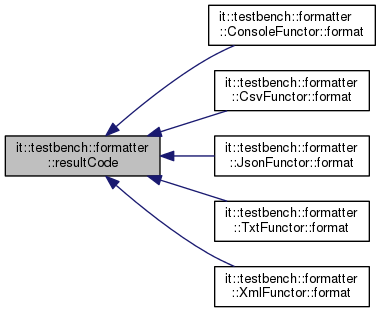 it::testbench::formatter
::ConsoleFunctor::format
it::testbench::formatter
::CsvFunctor::format
it::testbench::formatter
::resultCode
it::testbench::formatter
::JsonFunctor::format
it::testbench::formatter
::TxtFunctor::format
it::testbench::formatter
::XmlFunctor::format